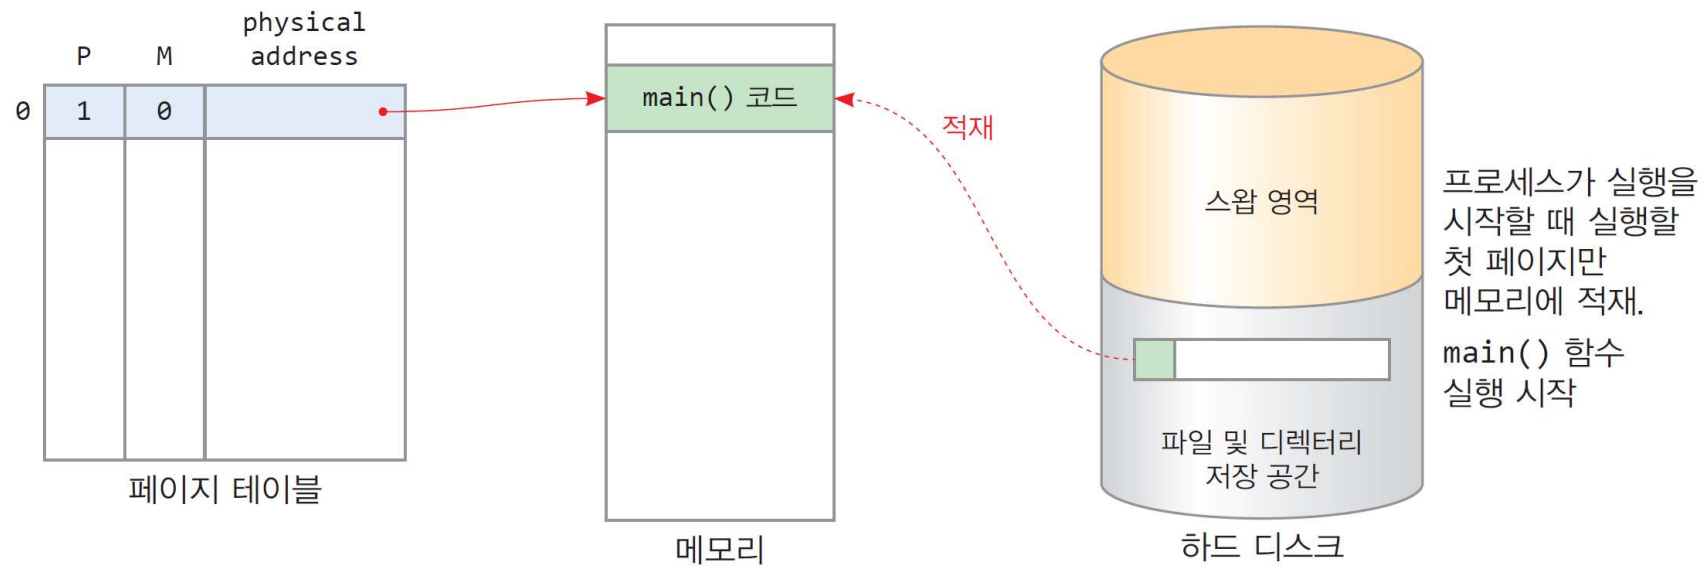 physical
P M address
0 1 0
페이지 테이블
main() 코드
메모리
적재
스왑 영역
파일 및 디렉터리
저장 공간
하드 디스크
프로세스가 실행을
시작할 때 실행할
첫 페이지만
메모리에 적재.
main() 함수
실행 시작